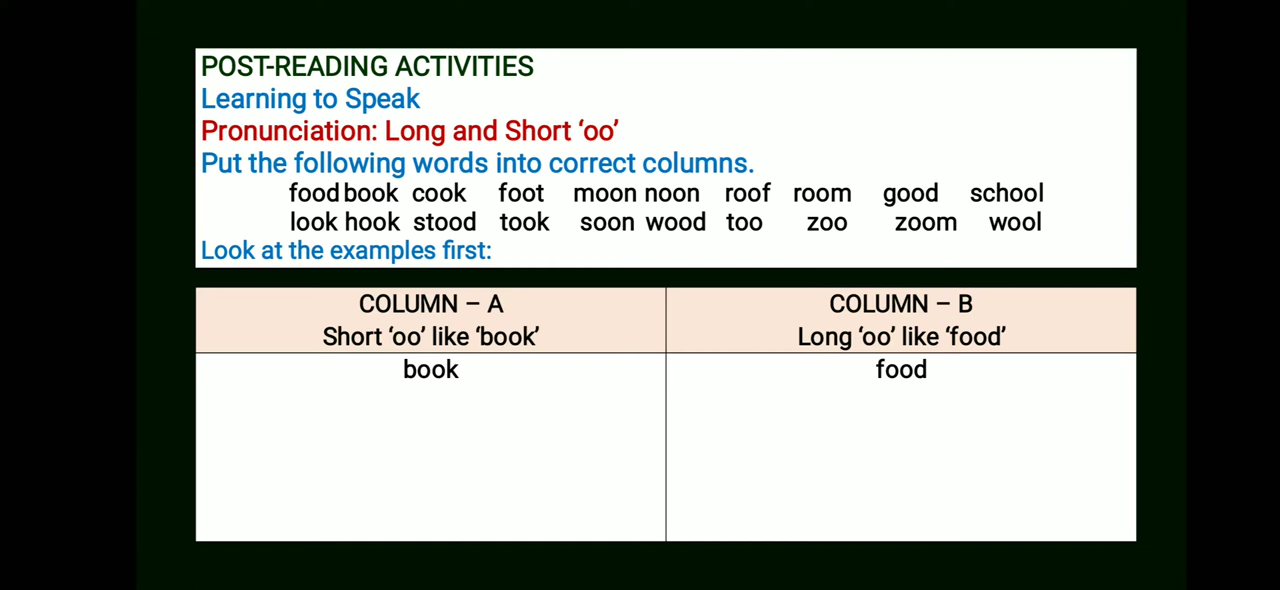 POST-READING ACTIVITIES
Learning to Speak
Pronunciation: Long and Short ‘oo’
Put the following words into correct columns.
food book cook foot moon noon roof room good school
look hook stood took soon wood too zoo zoom wool
Look at the examples first:
COLUMN – A COLUMN – B
Short ‘oo’ like ‘book’ Long ‘oo’ like ‘food’
book food